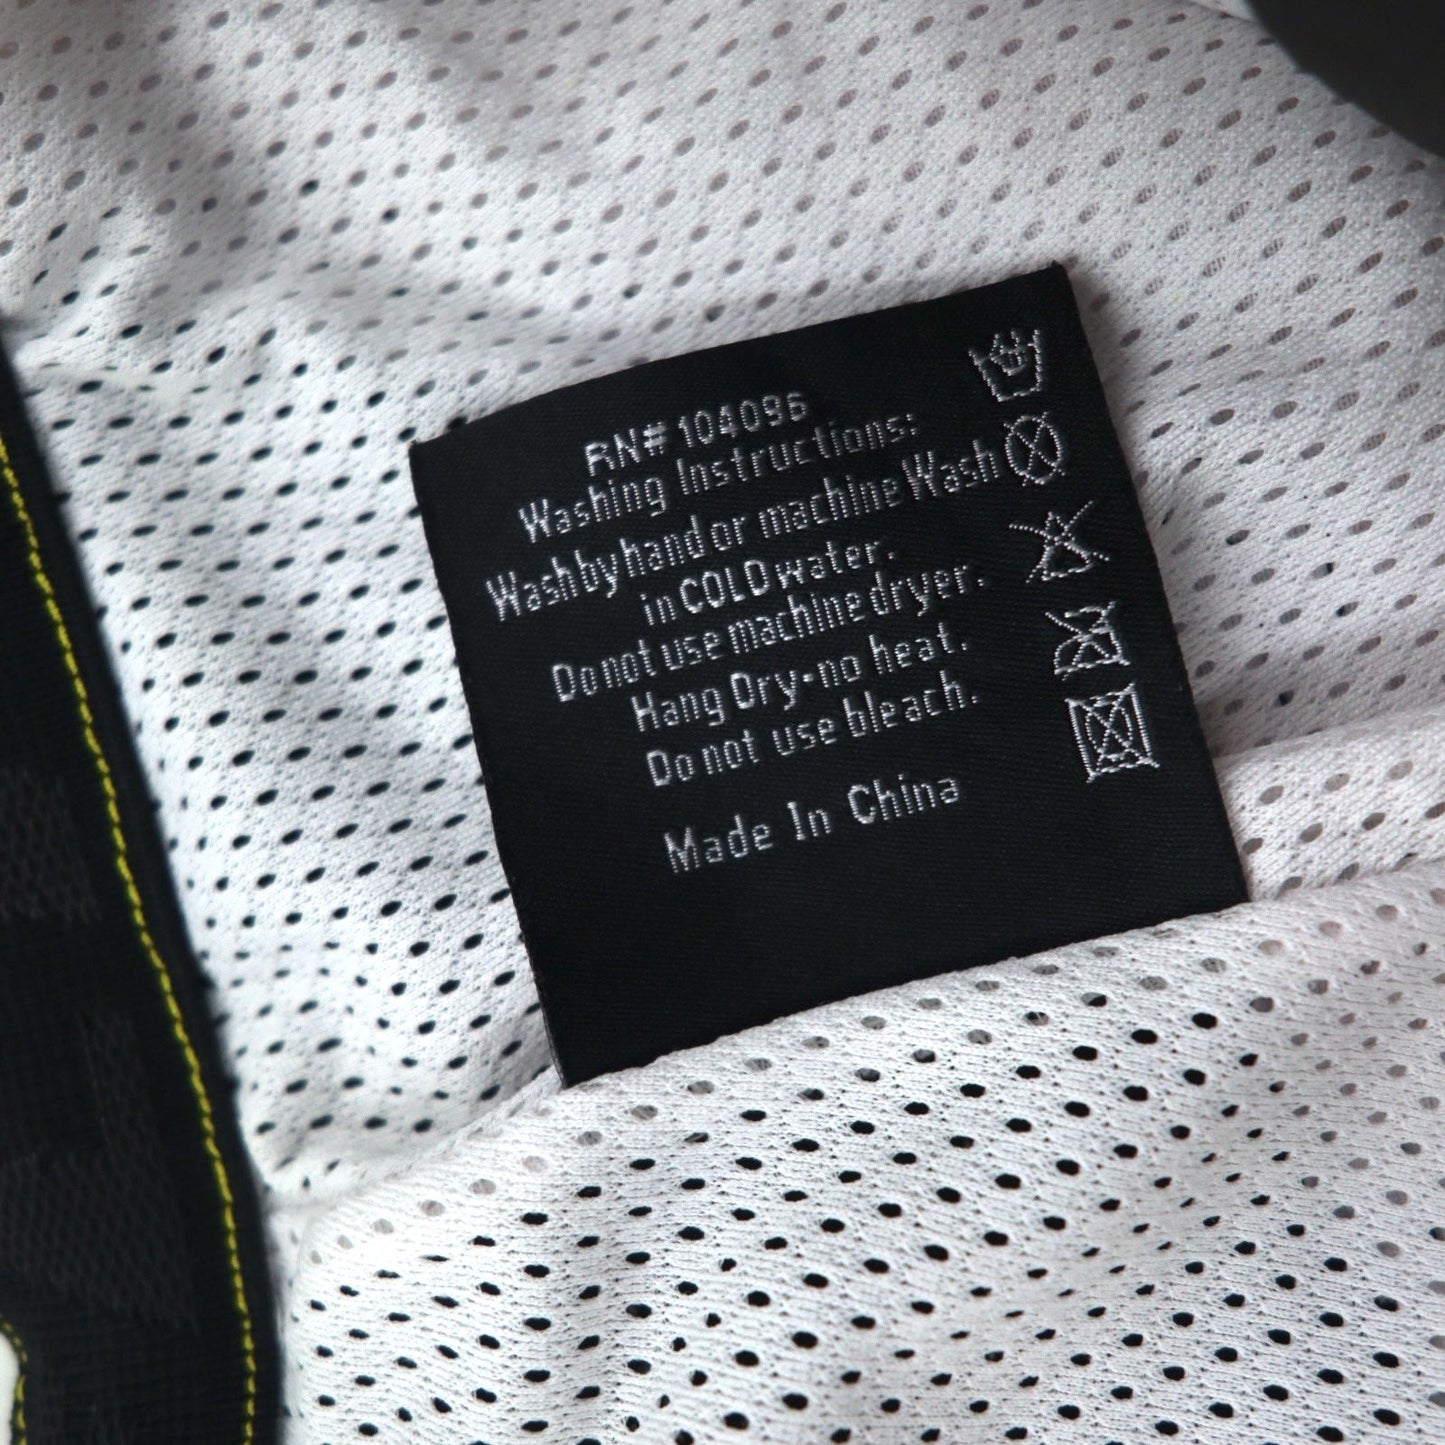 RN# 104096
Washing Instructions:
Wash by hand or machine Wash
in COLD water.
Do not use machine dryer.
Hang Dry-no heat.
Do not use bleach.
Made In China